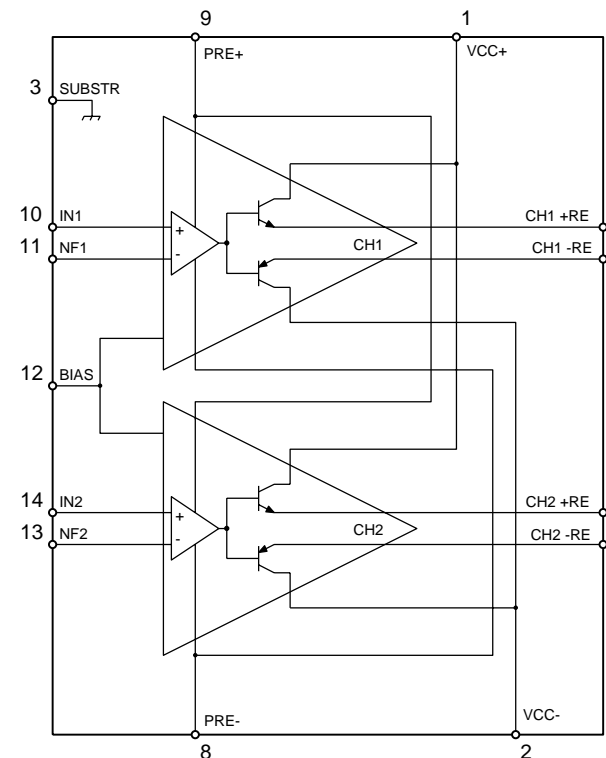 9
1
PRE+
VCC+
3
SUBSTR
10
IN1
+
CH1 +RE
11
NF1
-
CH1
CH1 -RE
12
BIAS
14
IN2
+
CH2 +RE
13
NF2
-
CH2
CH2 -RE
PRE-
VCC-
8
2